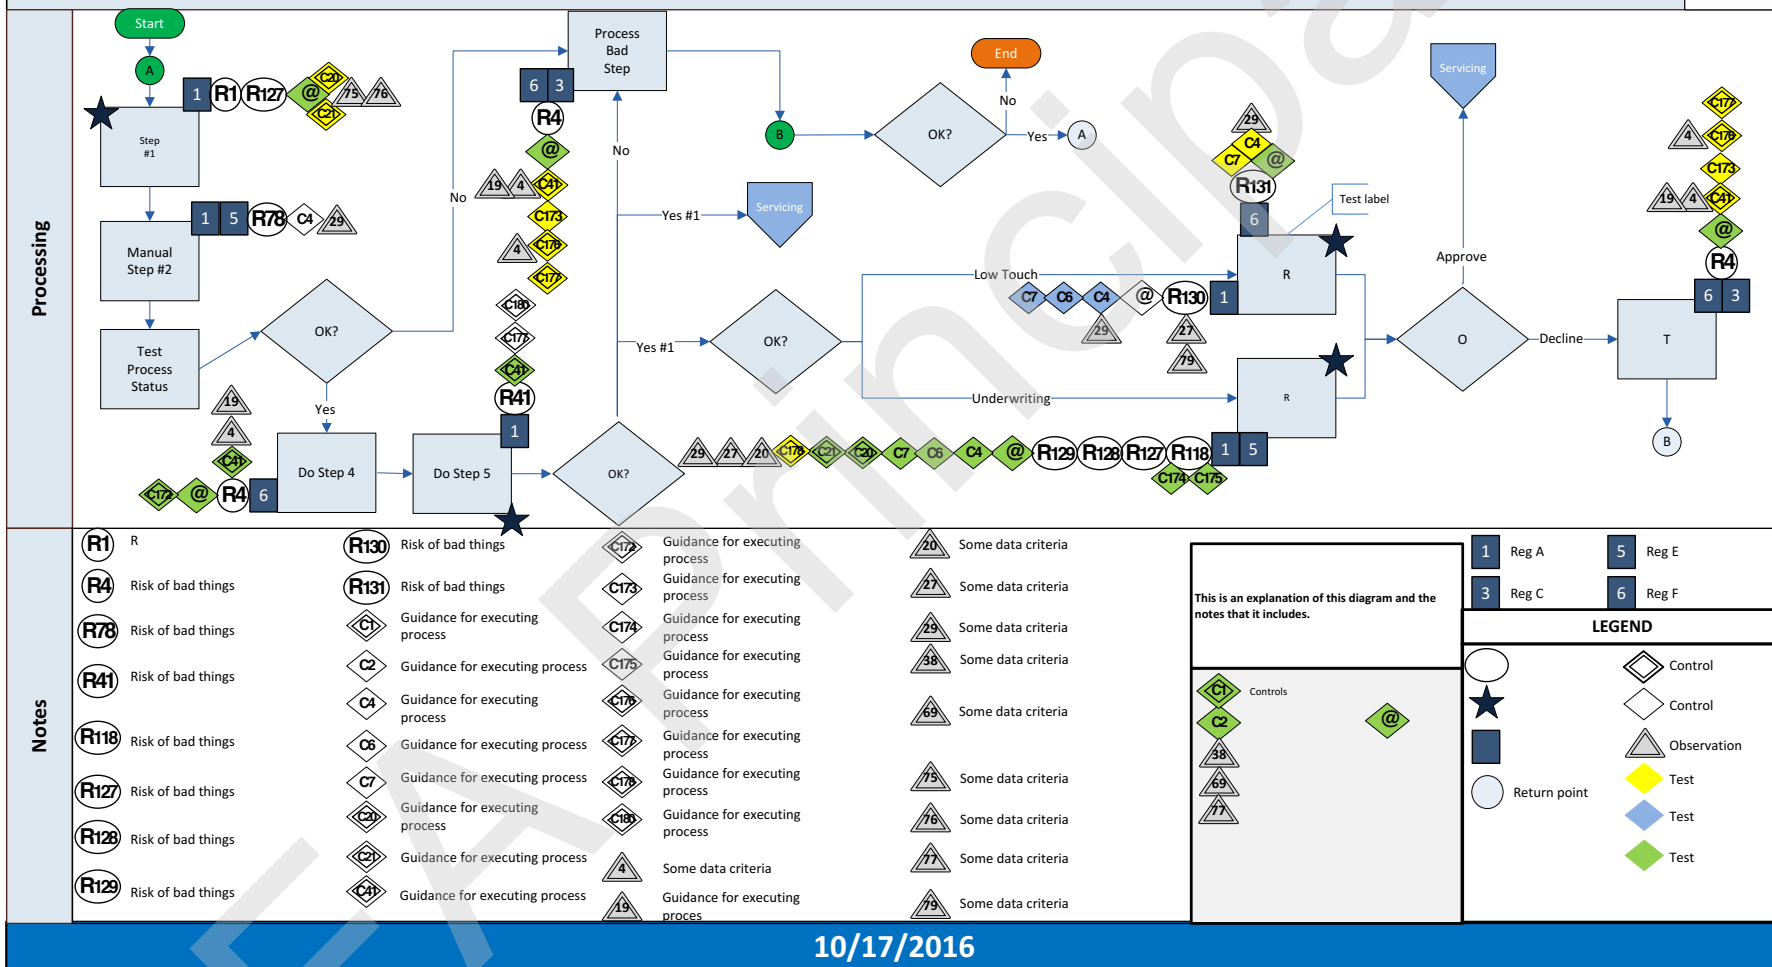 Processing
Start
A
1 R1 R127 @ C20 C21 75 76
Step
#1
1 5 R78 C4 29
Manual
Step #2
Test
Process
Status
OK?
No
Yes
19
4
C41
C172 @ R4 6
Do Step 4
Do Step 5
Process
Bad
Step
6 3
R4
@
19 4 C41
C173
4 C176
C177
C180
C177
C41
R41
1
OK?
No
Yes #1
Servicing
Yes #1
OK?
B
OK?
No
End
Yes
A
Low Touch
Underwriting
29
C4
C7 @
R131
6
Test label
R
C7 C6 C4 @ R130 1
29 27
79
R
29 27 20 C178 C21 C20 C7 C6 C4 @ R129 R128 R127 R118 1 5
C174 C175
Servicing
Approve
O
Decline
C177
4 C176
C173
19 4 C41
@
R4
6 3
T
B
Notes
R1 R
R4 Risk of bad things
R78 Risk of bad things
R41 Risk of bad things
R118 Risk of bad things
R127 Risk of bad things
R128 Risk of bad things
R129 Risk of bad things
R130 Risk of bad things
R131 Risk of bad things
C1 Guidance for executing
process
C2 Guidance for executing process
C4 Guidance for executing
process
C6 Guidance for executing process
C7 Guidance for executing process
C20 Guidance for executing
process
C21 Guidance for executing process
C41 Guidance for executing process
C172 Guidance for executing
process
C173 Guidance for executing
process
C174 Guidance for executing
process
C175 Guidance for executing
process
C176 Guidance for executing
process
C177 Guidance for executing
process
C178 Guidance for executing
process
C180 Guidance for executing
process
4 Some data criteria
19 Guidance for executing
proces
20 Some data criteria
27 Some data criteria
29 Some data criteria
38 Some data criteria
69 Some data criteria
75 Some data criteria
76 Some data criteria
77 Some data criteria
79 Some data criteria
This is an explanation of this diagram and the
notes that it includes.
C1 Controls
C2 @
38
69
77
1 Reg A 5 Reg E
3 Reg C 6 Reg F
LEGEND
Control
Control
Observation
Return point
Test
Test
Test
10/17/2016
EA Principa